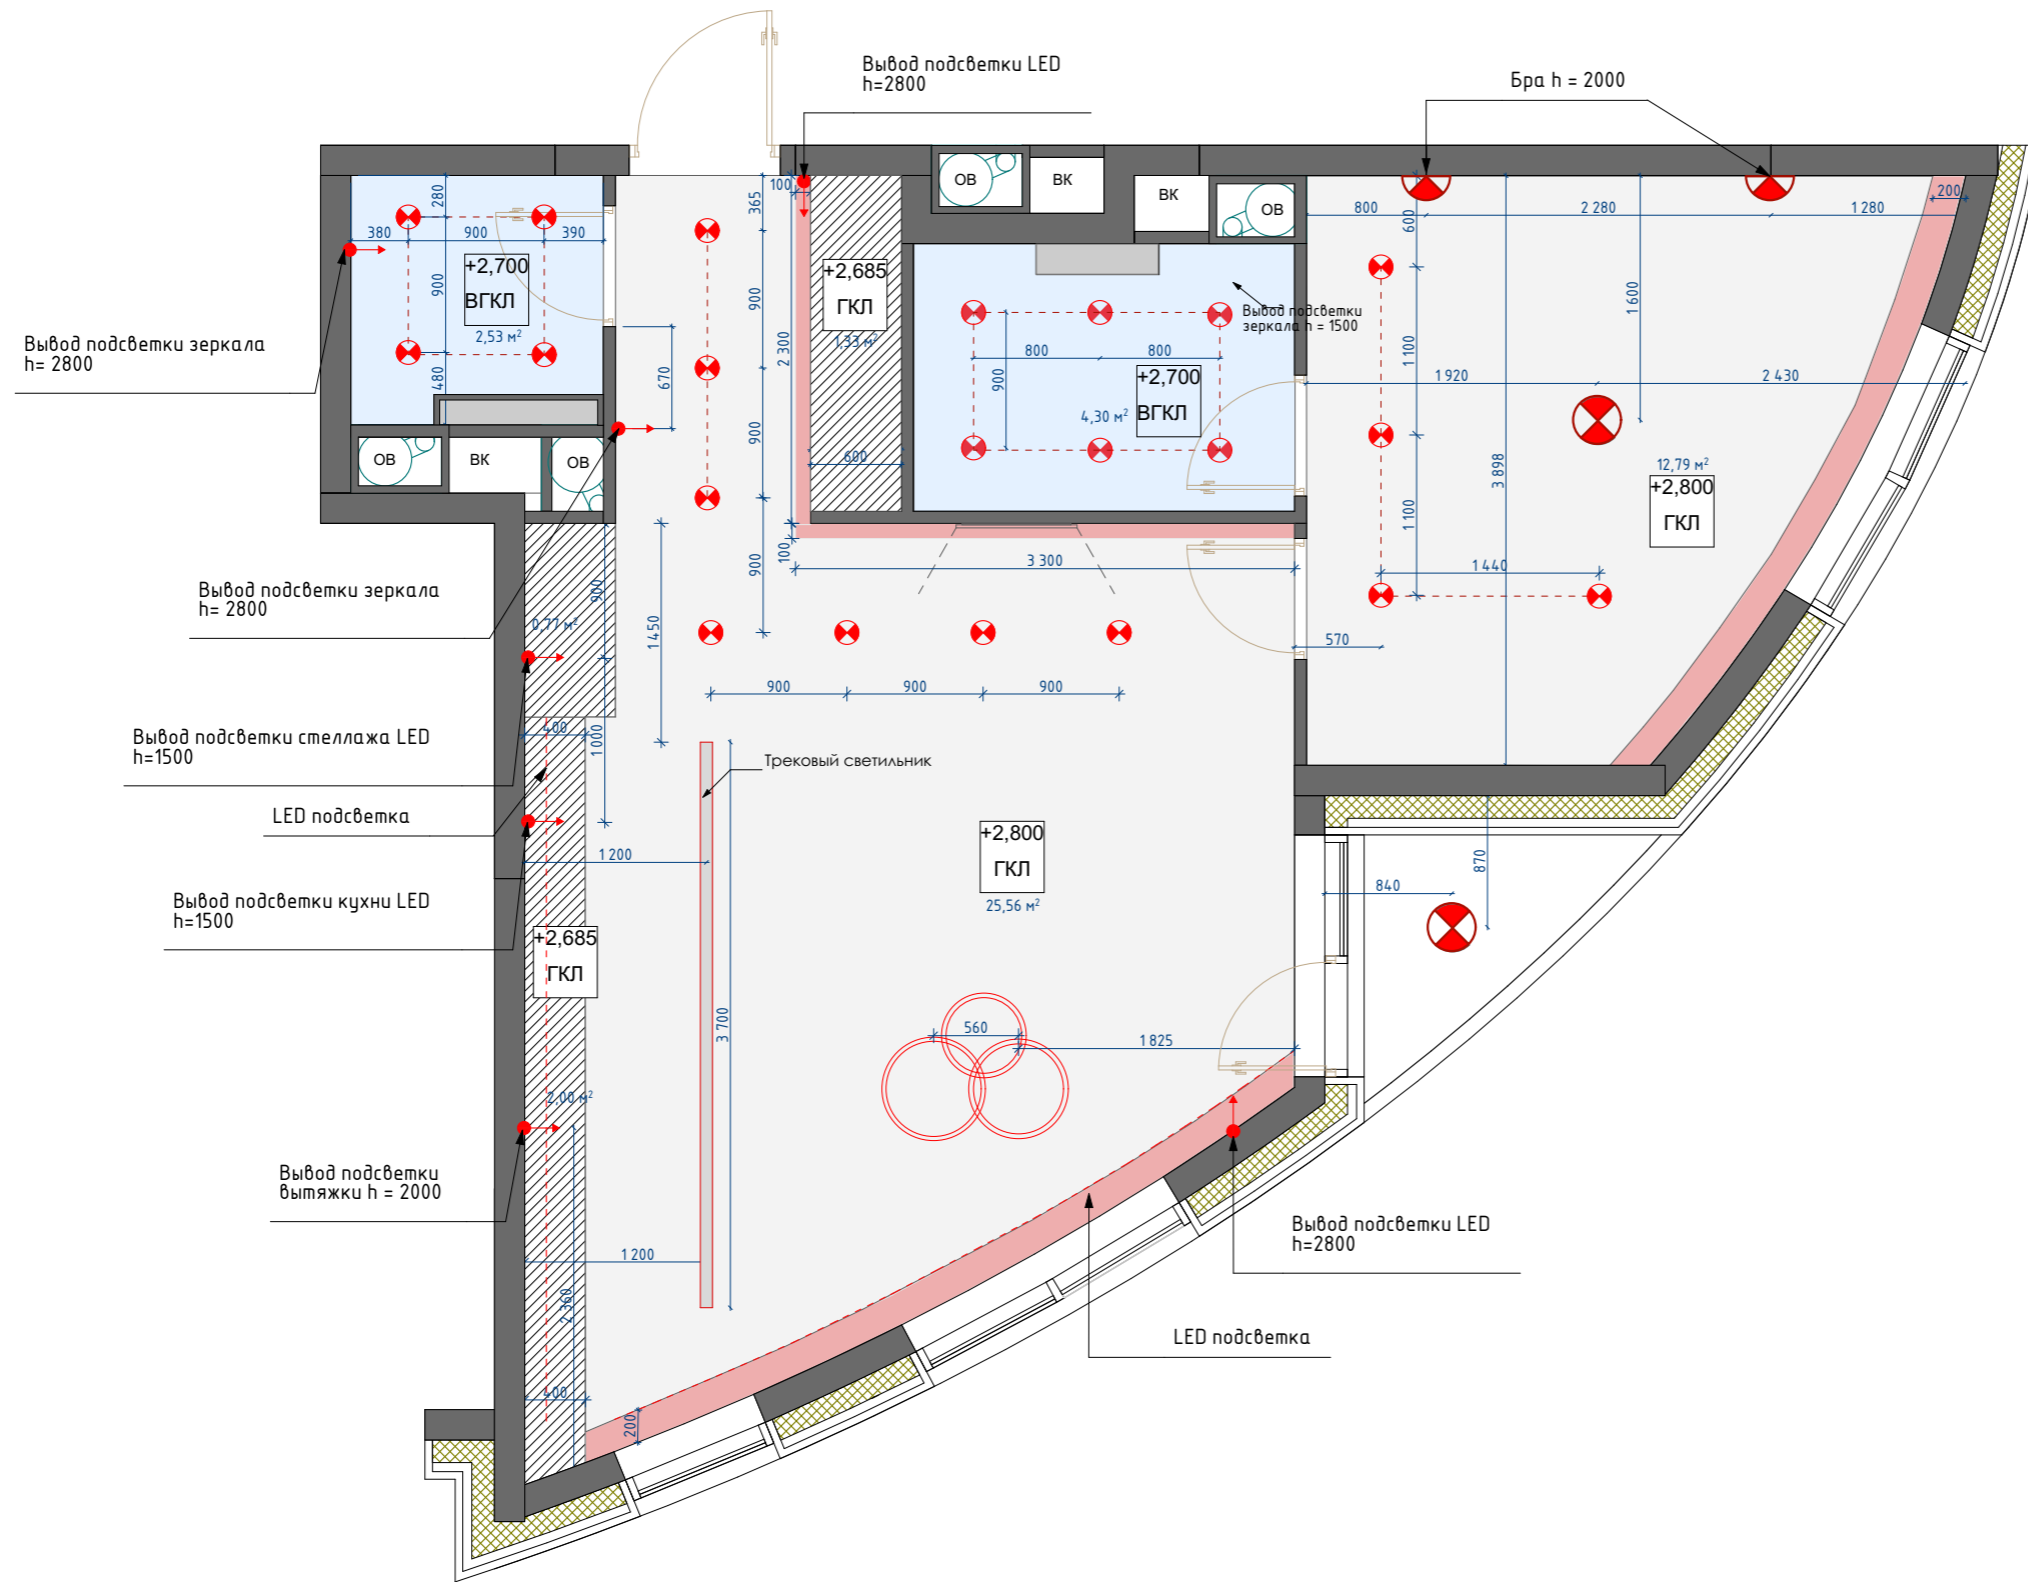 Вывод подсветки LED
h=2800
Бра h = 2000
ОВ
ВК
ВК
ОВ
100
365
280
380
900
390
800
2 280
1 280
200
600
+2,700
ВГКЛ
2,53 м²
900
480
+2,685
ГКЛ
1,33 м²
900
2 300
670
900
600
Вывод подсветки
зеркала h = 1500
800
800
900
+2,700
ВГКЛ
4,30 м²
1 600
1 100
1 920
2 430
3 898
12,79 м²
+2,800
ГКЛ
1 100
1 440
570
Вывод подсветки зеркала
h= 2800
ОВ
ВК
ОВ
100
900
3 300
Вывод подсветки зеркала
h= 2800
900
0,77 м²
1 450
900
900
900
Вывод подсветки стеллажа LED
h=1500
400
1 000
Трековый светильник
LED подсветка
1 200
+2,800
ГКЛ
25,56 м²
870
840
Вывод подсветки кухни LED
h=1500
+2,685
ГКЛ
3 700
560
1 825
2,00 м²
Вывод подсветки
вытяжки h = 2000
Вывод подсветки LED
h=2800
1 200
2 360
LED подсветка
400
200